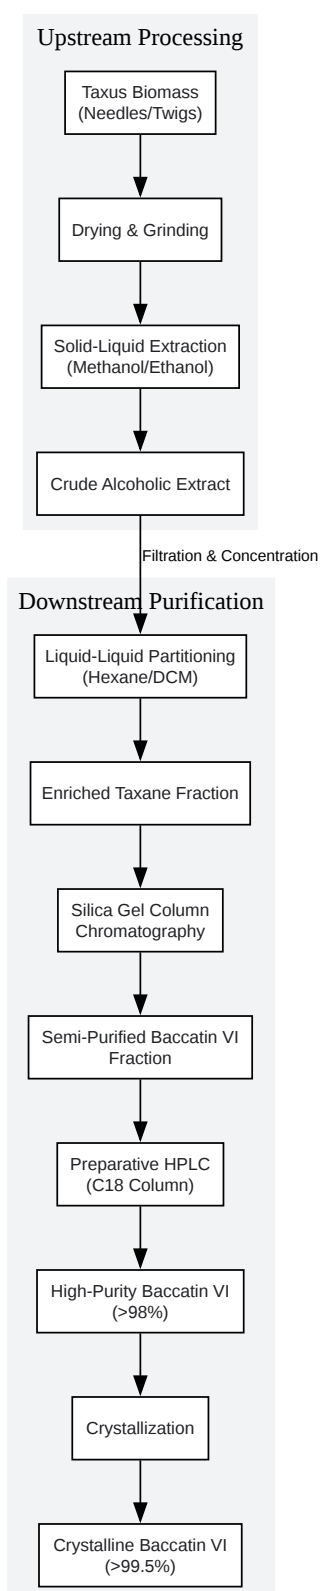 Upstream Processing
Taxus Biomass
(Needles/Twigs)
Drying & Grinding
Solid-Liquid Extraction
(Methanol/Ethanol)
Crude Alcoholic Extract
Filtration & Concentration
Downstream Purification
Liquid-Liquid Partitioning
(Hexane/DCM)
Enriched Taxane Fraction
Silica Gel Column
Chromatography
Semi-Purified Baccatin VI
Fraction
Preparative HPLC
(C18 Column)
High-Purity Baccatin VI
(>98%)
Crystallization
Crystalline Baccatin VI
(>99.5%)